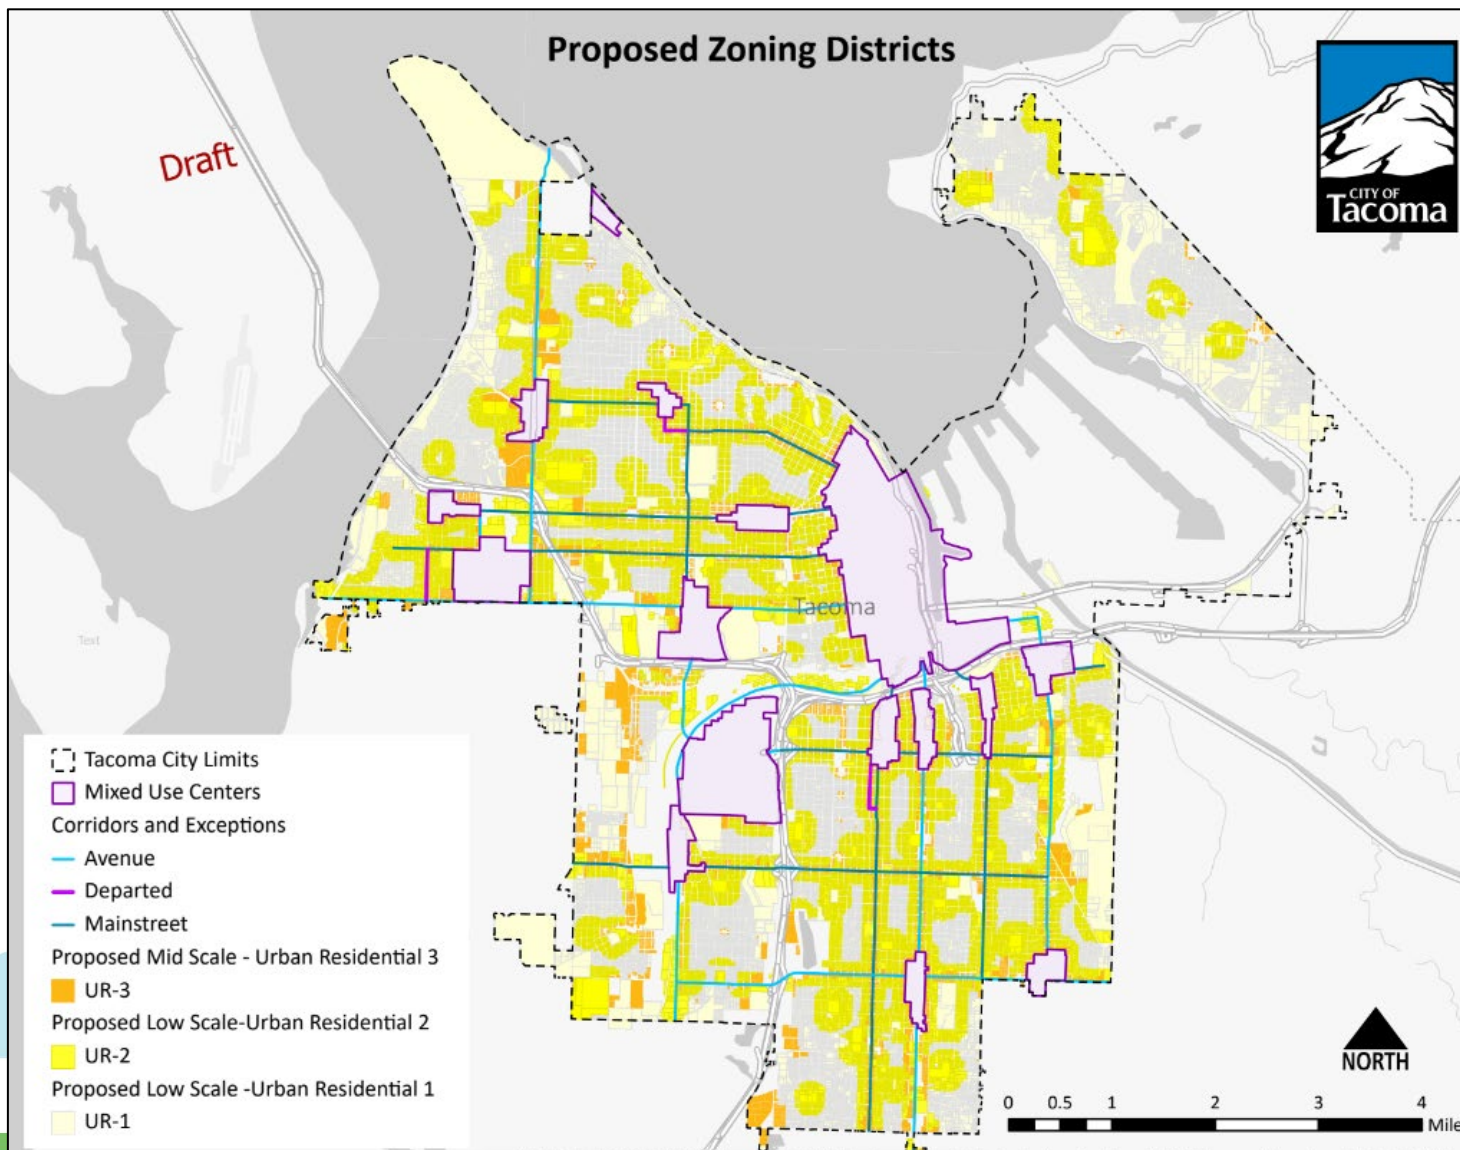 Proposed Zoning Districts
Draft
CITY OF
Tacoma
Tacoma
Text
Tacoma City Limits
Mixed Use Centers
Corridors and Exceptions
Avenue
Departed
Mainstreet
Proposed Mid Scale - Urban Residential 3
UR-3
Proposed Low Scale-Urban Residential 2
UR-2
Proposed Low Scale -Urban Residential 1
UR-1
NORTH
0 0.5 1 2 3 4
Mile